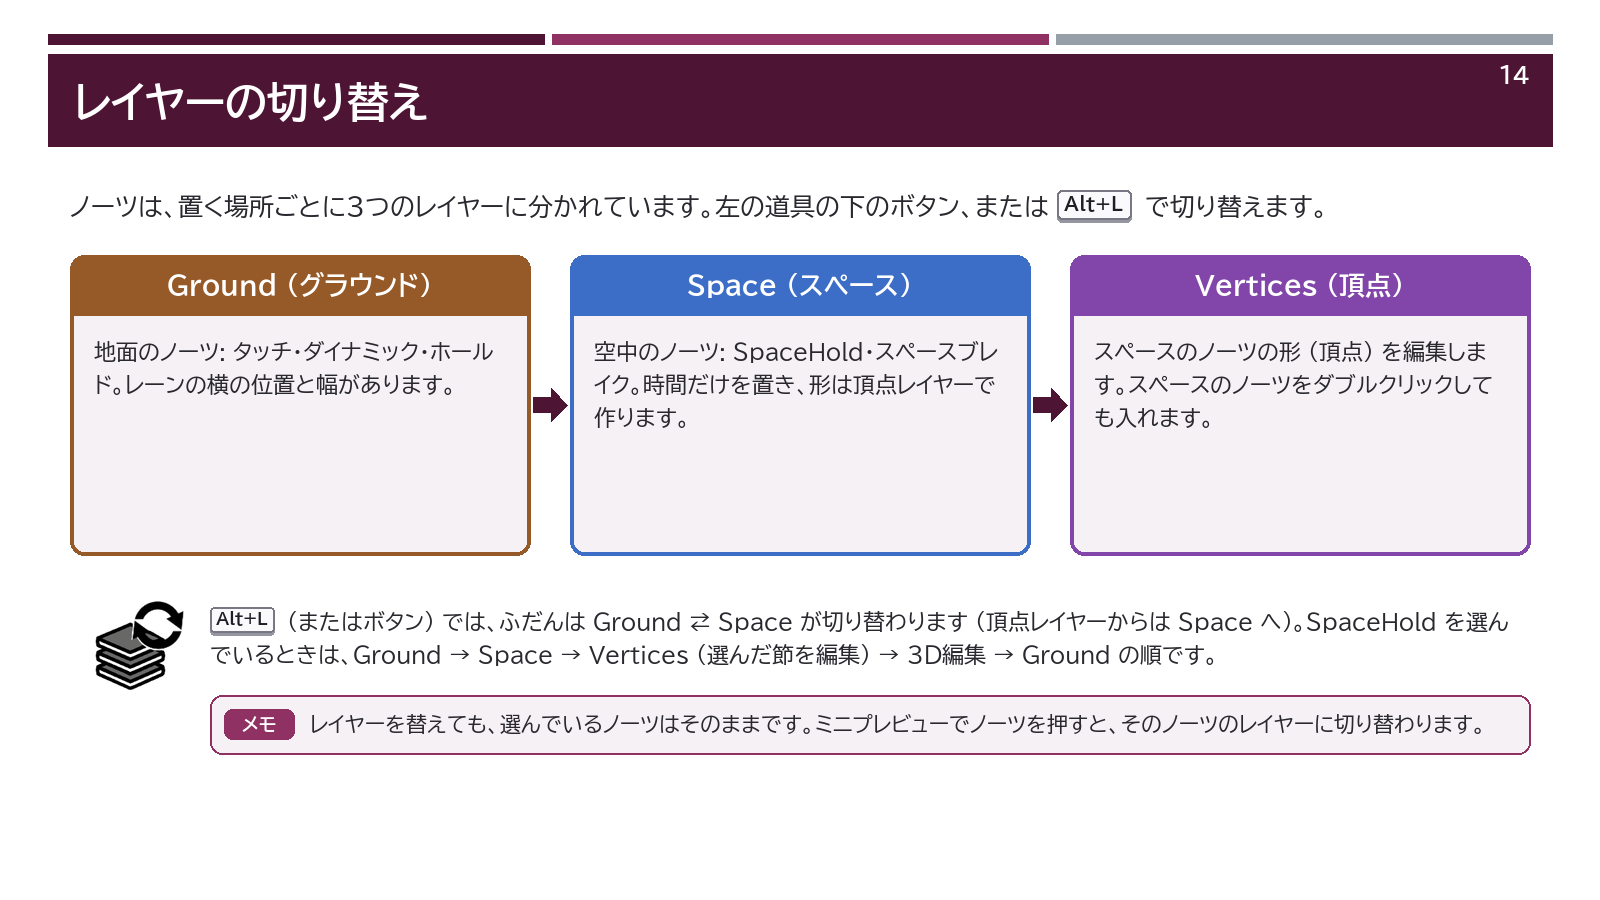 14
レイヤーの切り替え
ノーツは、置く場所ごとに3つのレイヤーに分かれています。左の道具の下のボタン、または Alt+L で切り替えます。
Ground（グラウンド）
地面のノーツ: タッチ・ダイナミック・ホール
ド。レーンの横の位置と幅があります。
Space（スペース）
空中のノーツ: SpaceHold・スペースブレ
イク。時間だけを置き、形は頂点レイヤーで
作ります。
Vertices（頂点）
スペースのノーツの形（頂点）を編集しま
す。スペースのノーツをダブルクリックして
も入れます。
Alt+L（またはボタン）では、ふだんは Ground ⇄ Space が切り替わります（頂点レイヤーからは Space へ）。SpaceHold を選ん
でいるときは、Ground → Space → Vertices（選んだ節を編集）→ 3D編集 → Ground の順です。
メモ レイヤーを替えても、選んでいるノーツはそのままです。ミニプレビューでノーツを押すと、そのノーツのレイヤーに切り替わります。